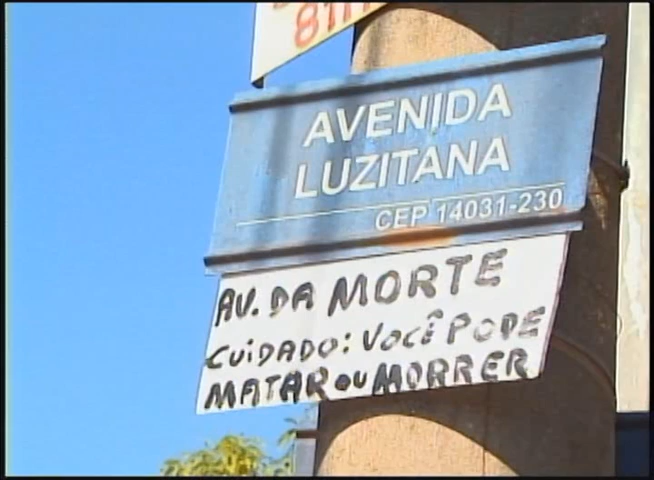 AVENIDA
LUZITANA
CEP 14031-230
AV. DA MORTE
CUIDADO: VOCÊ PODE
MATAR OU MORRER